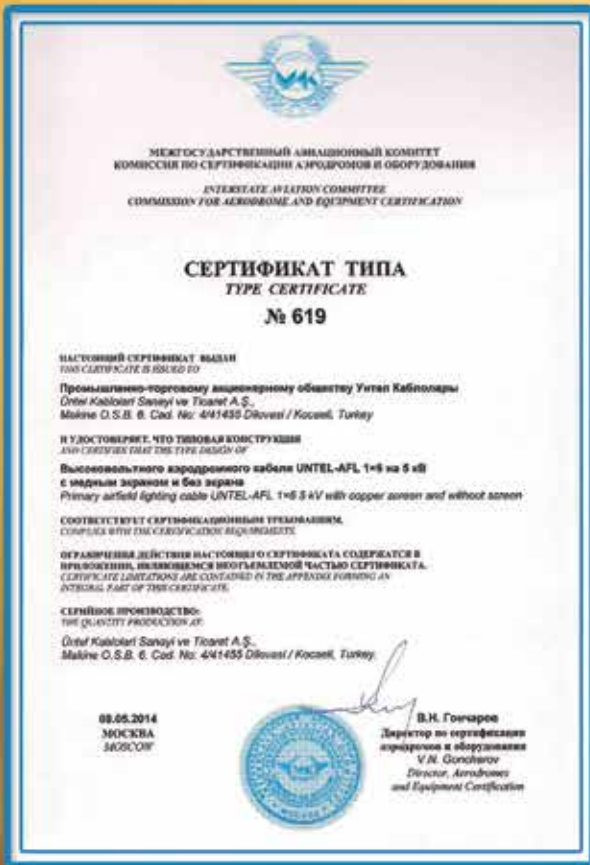 МАК
МЕЖГОСУДАРСТВЕННЫЙ АВИАЦИОННЫЙ КОМИТЕТ
КОМИССИЯ ПО СЕРТИФИКАЦИИ АЭРОДРОМОВ И ОБОРУДОВАНИЯ
INTERSTATE AVIATION COMMITTEE
COMMISSION FOR AERODROME AND EQUIPMENT CERTIFICATION
СЕРТИФИКАТ ТИПА
TYPE CERTIFICATE
№ 619
НАСТОЯЩИЙ СЕРТИФИКАТ ВЫДАН
THIS CERTIFICATE IS ISSUED TO
Промышленно-торговому акционерному обществу Унтел Каблолары
Üntel Kabloları Sanayi ve Ticaret A.Ş.,
Makine O.S.B. 6. Cad. No: 4/41455 Dilovası / Kocaeli, Turkey
И УДОСТОВЕРЯЕТ, ЧТО ТИПОВАЯ КОНСТРУКЦИЯ
AND CERTIFIES THAT THE TYPE DESIGN OF
Высоковольтного аэродромного кабеля UNTEL-AFL 1×6 на 5 кВ
с медным экраном и без экрана
Primary airfield lighting cable UNTEL-AFL 1×6 5 kV with copper screen and without screen
СООТВЕТСТВУЕТ СЕРТИФИКАЦИОННЫМ ТРЕБОВАНИЯМ.
COMPLIES WITH THE CERTIFICATION REQUIREMENTS.
ОГРАНИЧЕНИЯ ДЕЙСТВИЯ НАСТОЯЩЕГО СЕРТИФИКАТА СОДЕРЖАТСЯ В
ПРИЛОЖЕНИИ, ЯВЛЯЮЩЕМСЯ НЕОТЪЕМЛЕМОЙ ЧАСТЬЮ СЕРТИФИКАТА.
CERTIFICATE LIMITATIONS ARE CONTAINED IN THE APPENDIX FORMING AN
INTEGRAL PART OF THIS CERTIFICATE.
СЕРИЙНОЕ ПРОИЗВОДСТВО:
THE QUANTITY PRODUCTION AT:
Üntel Kabloları Sanayi ve Ticaret A.Ş.,
Makine O.S.B. 6. Cad. No: 4/41455 Dilovası / Kocaeli, Turkey.
08.05.2014
МОСКВА
MOSCOW
В.Н. Гончаров
Директор по сертификации
аэродромов и оборудования
V.N. Goncharov
Director, Aerodromes
and Equipment Certification